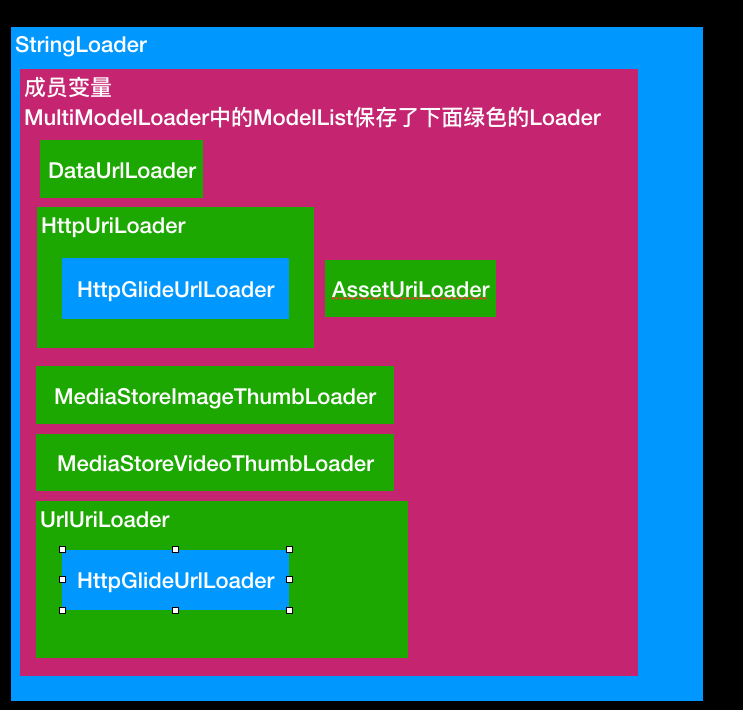 StringLoader
成员变量
MultiModelLoader中的ModelList保存了下面绿色的Loader
DataUrlLoader
HttpUriLoader
HttpGlideUrlLoader
AssetUriLoader
MediaStoreImageThumbLoader
MediaStoreVideoThumbLoader
UrlUriLoader
HttpGlideUrlLoader